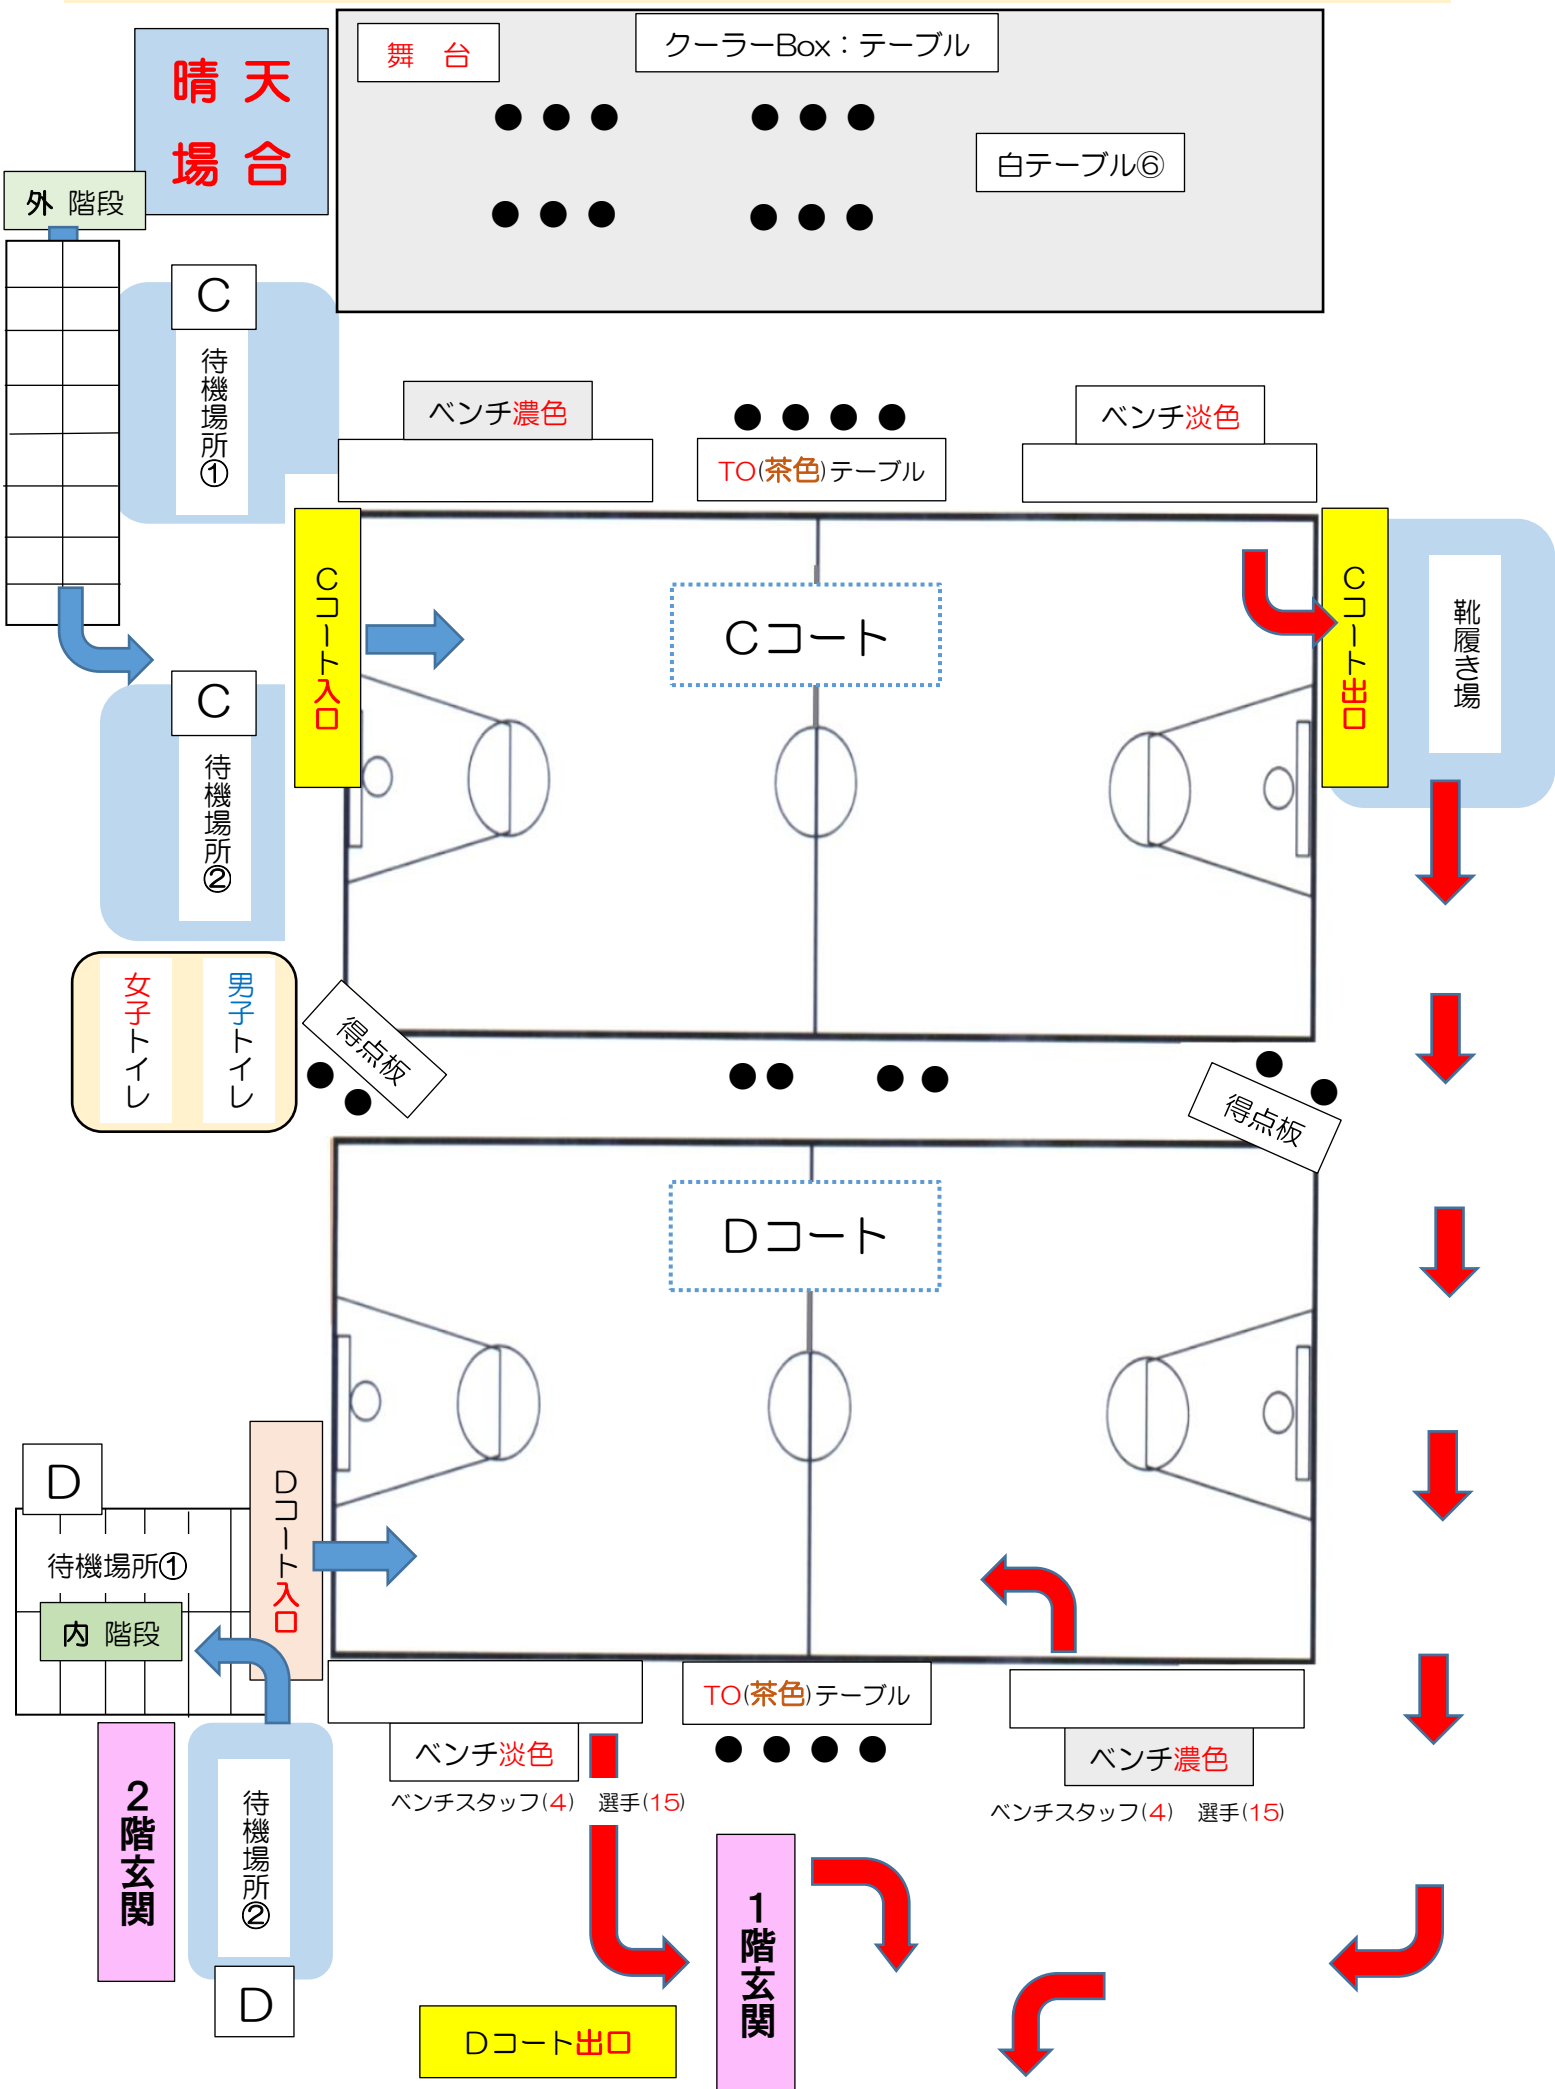 舞 台
クーラーBox：テーブル
晴 天
場 合
白テーブル⑥
外 階段
C
待機場所①
ベンチ濃色
TO(茶色)テーブル
ベンチ淡色
Cコート入口
Cコート
Cコート出口
靴履き場
C
待機場所②
女子トイレ
男子トイレ
得点板
得点板
Dコート
D
待機場所①
内 階段
Dコート入口
TO(茶色)テーブル
ベンチ淡色
ベンチスタッフ(4) 選手(15)
ベンチ濃色
ベンチスタッフ(4) 選手(15)
2階玄関
待機場所②
D
1階玄関
Dコート出口